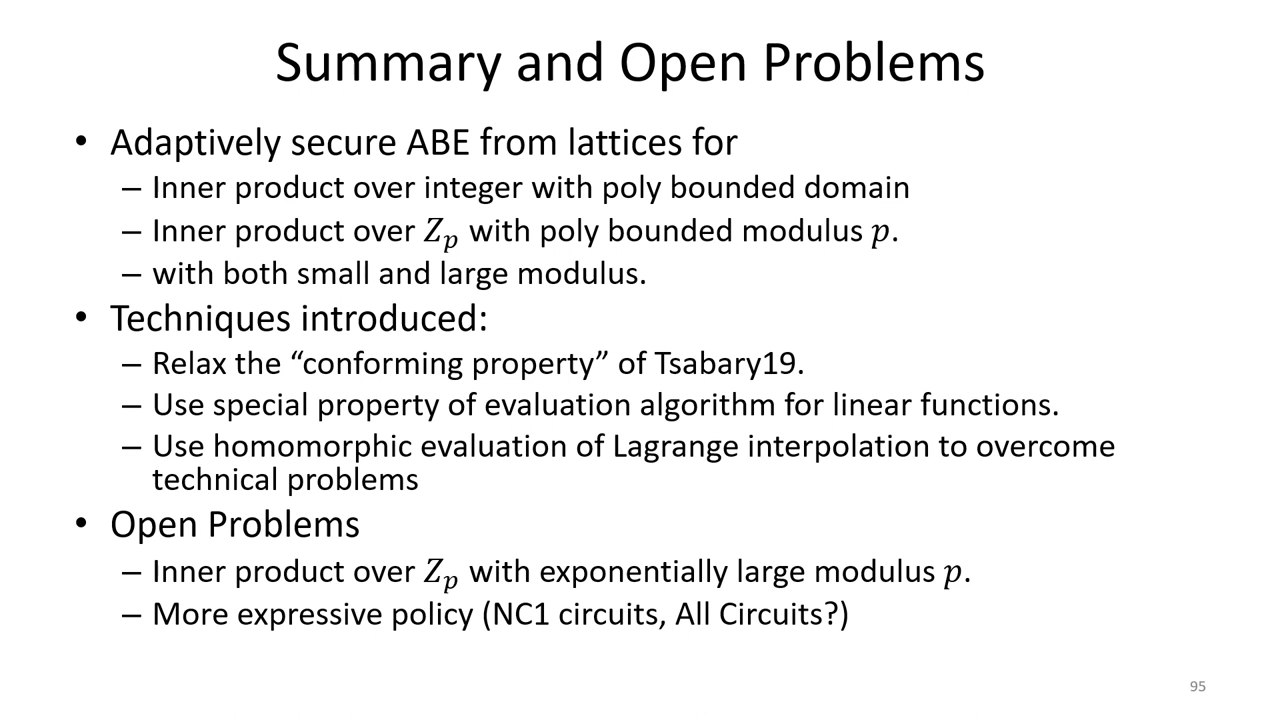 Summary and Open Problems
• Adaptively secure ABE from lattices for
– Inner product over integer with poly bounded domain
– Inner product over Z_p with poly bounded modulus p.
– with both small and large modulus.
• Techniques introduced:
– Relax the “conforming property” of Tsabary19.
– Use special property of evaluation algorithm for linear functions.
– Use homomorphic evaluation of Lagrange interpolation to overcome
technical problems
• Open Problems
– Inner product over Z_p with exponentially large modulus p.
– More expressive policy (NC1 circuits, All Circuits?)
95